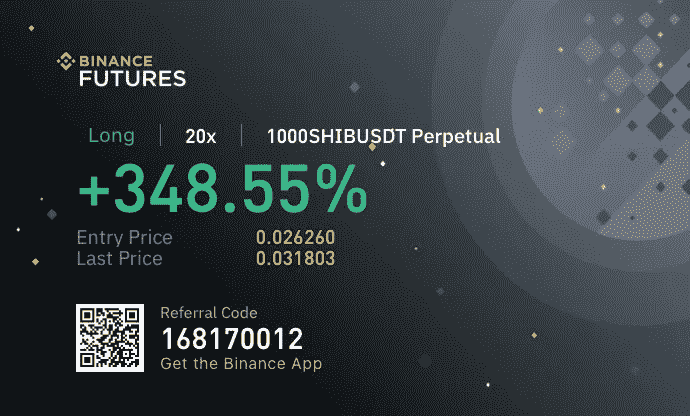 BINANCE
FUTURES
Long | 20x | 1000SHIBUSDT Perpetual
+348.55%
Entry Price 0.026260
Last Price 0.031803
Referral Code
168170012
Get the Binance App